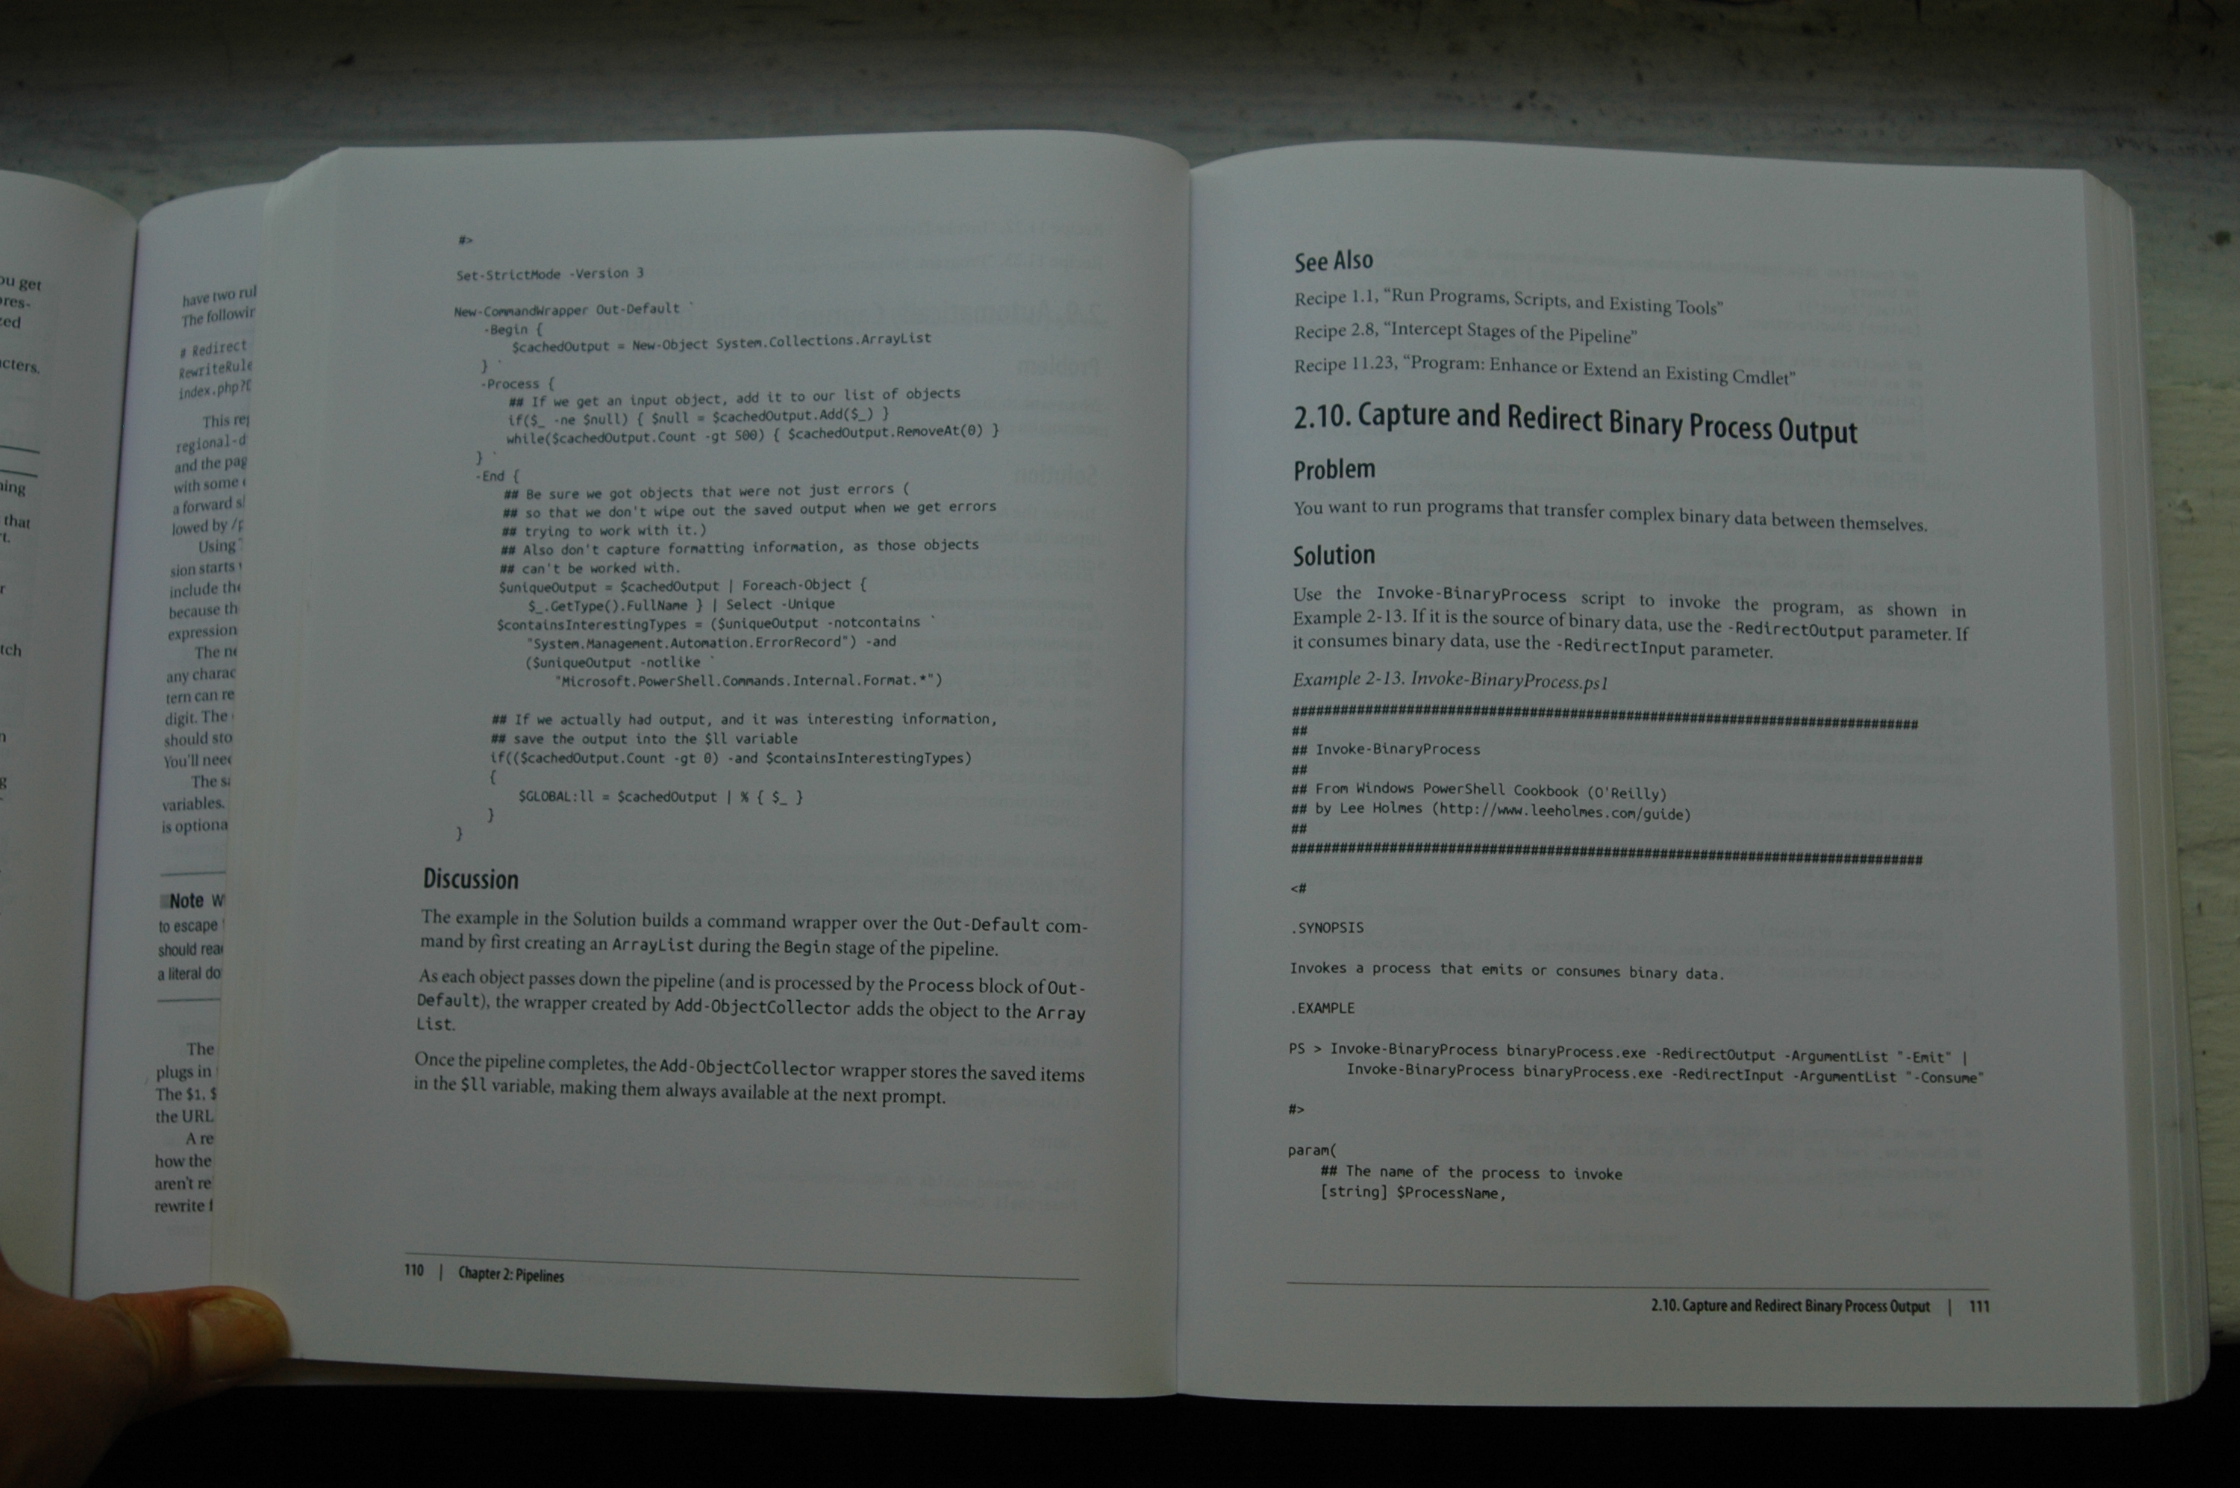 ou get
pres-
zed
acters.
ning
that
tch
have two rul
The followir
# Redirect
RewriteRule
index.php?
This re
regional-d
and the pag
with some
a forward s
lowed by /p
Using
sion starts
include the
because th
expression
The ne
any charac
tern can re
digit. The
should sto
You'll need
The sa
variables.
is optiona
Note W
to escape
should rea
a literal do
The
plugs in
The $1, $
the URL
A re
how the
aren't re
rewrite f
#>
Set-StrictMode -Version 3
New-CommandWrapper Out-Default `
-Begin {
$cachedOutput = New-Object System.Collections.ArrayList
} `
-Process {
## If we get an input object, add it to our list of objects
if($_ -ne $null) { $null = $cachedOutput.Add($_) }
while($cachedOutput.Count -gt 500) { $cachedOutput.RemoveAt(0) }
} `
-End {
## Be sure we got objects that were not just errors (
## so that we don't wipe out the saved output when we get errors
## trying to work with it.)
## Also don't capture formatting information, as those objects
## can't be worked with.
$uniqueOutput = $cachedOutput | Foreach-Object {
$_.GetType().FullName } | Select -Unique
$containsInterestingTypes = ($uniqueOutput -notcontains `
"System.Management.Automation.ErrorRecord") -and
($uniqueOutput -notlike `
"Microsoft.PowerShell.Commands.Internal.Format.*")
## If we actually had output, and it was interesting information,
## save the output into the $ll variable
if(($cachedOutput.Count -gt 0) -and $containsInterestingTypes)
{
$GLOBAL:ll = $cachedOutput | % { $_ }
}
}
Discussion
The example in the Solution builds a command wrapper over the Out-Default com-
mand by first creating an ArrayList during the Begin stage of the pipeline.
As each object passes down the pipeline (and is processed by the Process block of Out-
Default), the wrapper created by Add-ObjectCollector adds the object to the Array
List.
Once the pipeline completes, the Add-ObjectCollector wrapper stores the saved items
in the $ll variable, making them always available at the next prompt.
110 | Chapter 2: Pipelines
See Also
Recipe 1.1, “Run Programs, Scripts, and Existing Tools”
Recipe 2.8, “Intercept Stages of the Pipeline”
Recipe 11.23, “Program: Enhance or Extend an Existing Cmdlet”
2.10. Capture and Redirect Binary Process Output
Problem
You want to run programs that transfer complex binary data between themselves.
Solution
Use the Invoke-BinaryProcess script to invoke the program, as shown in
Example 2-13. If it is the source of binary data, use the -RedirectOutput parameter. If
it consumes binary data, use the -RedirectInput parameter.
Example 2-13. Invoke-BinaryProcess.ps1
##############################################################################
##
## Invoke-BinaryProcess
##
## From Windows PowerShell Cookbook (O'Reilly)
## by Lee Holmes (http://www.leeholmes.com/guide)
##
##############################################################################
<#
.SYNOPSIS
Invokes a process that emits or consumes binary data.
.EXAMPLE
PS > Invoke-BinaryProcess binaryProcess.exe -RedirectOutput -ArgumentList "-Emit" |
Invoke-BinaryProcess binaryProcess.exe -RedirectInput -ArgumentList "-Consume"
#>
param(
## The name of the process to invoke
[string] $ProcessName,
2.10. Capture and Redirect Binary Process Output | 111